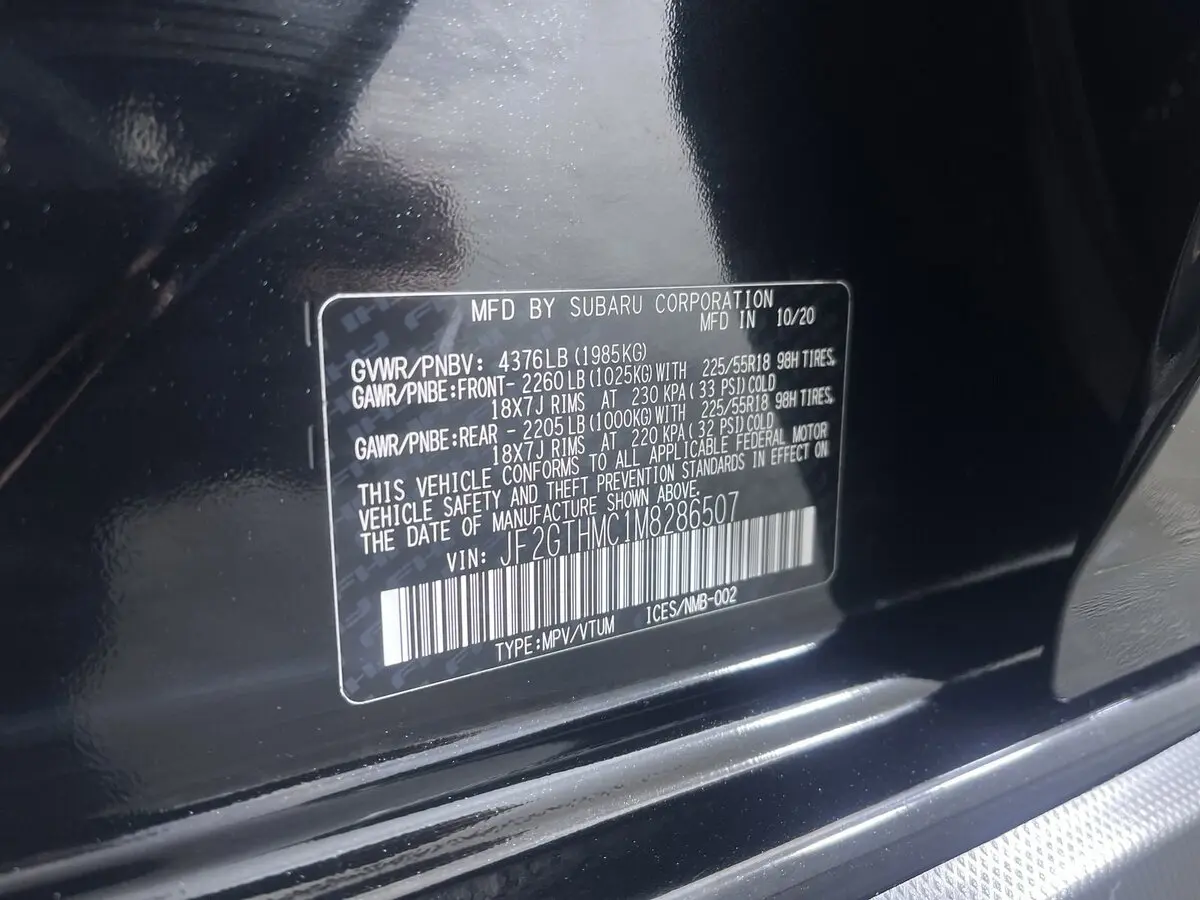 MFD BY SUBARU CORPORATION
MFD IN 10/20
GVWR/PNBV: 4376LB (1985KG)
GAWR/PNBE:FRONT- 2260 LB (1025KG) WITH 225/55R18 98H TIRES,
18X7J RIMS AT 230 KPA ( 33 PSI) COLD
GAWR/PNBE:REAR - 2205 LB (1000KG) WITH 225/55R18 98H TIRES,
18X7J RIMS AT 220 KPA ( 32 PSI) COLD
THIS VEHICLE CONFORMS TO ALL APPLICABLE FEDERAL MOTOR
VEHICLE SAFETY AND THEFT PREVENTION STANDARDS IN EFFECT ON
THE DATE OF MANUFACTURE SHOWN ABOVE.
VIN: JF2GTHMC1M8286507
TYPE:MPV/VTUM ICES/NMB-002